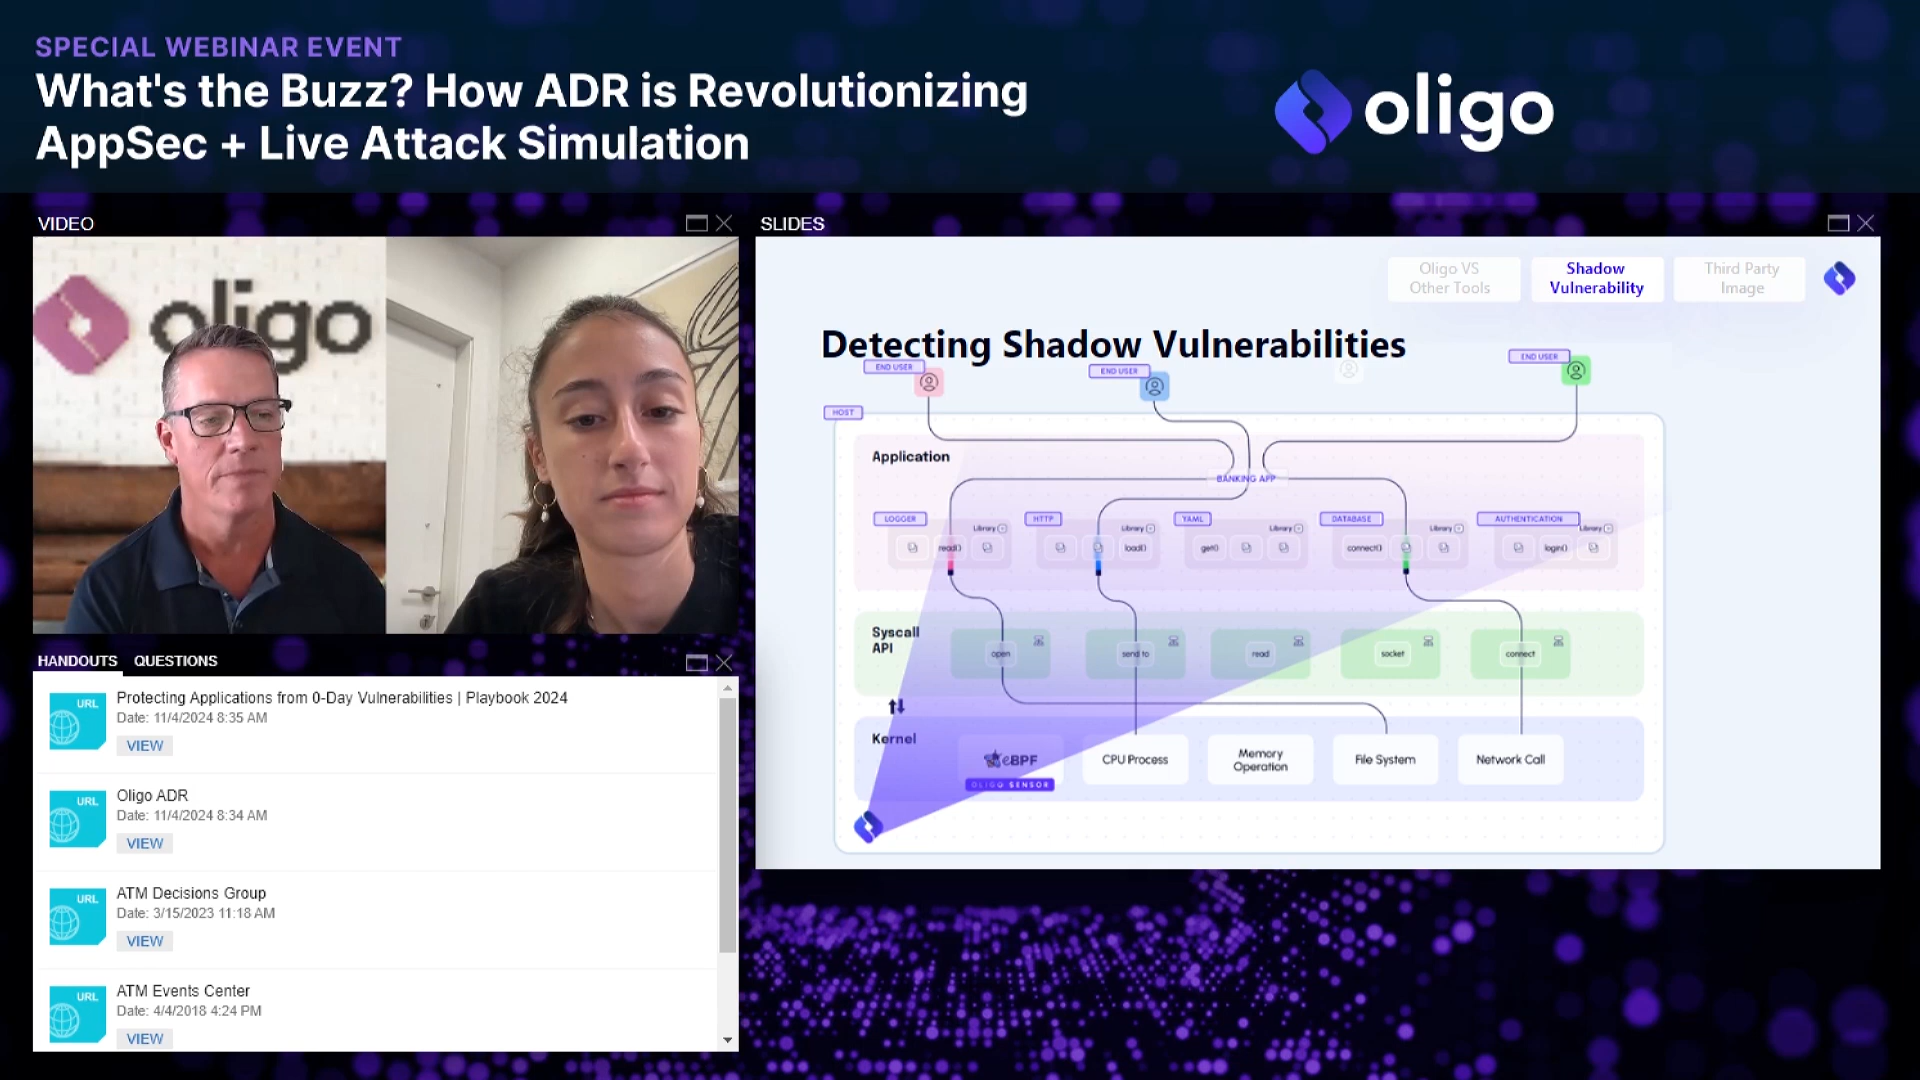 SPECIAL WEBINAR EVENT
What's the Buzz? How ADR is Revolutionizing
AppSec + Live Attack Simulation
oligo
VIDEO
oligo
HANDOUTS QUESTIONS
URL
Protecting Applications from 0-Day Vulnerabilities | Playbook 2024
Date: 11/4/2024 8:35 AM
VIEW
URL
Oligo ADR
Date: 11/4/2024 8:34 AM
VIEW
URL
ATM Decisions Group
Date: 3/15/2023 11:18 AM
VIEW
URL
ATM Events Center
Date: 4/4/2018 4:24 PM
VIEW
SLIDES
Oligo VS
Other Tools
Shadow
Vulnerability
Third Party
Image
Detecting Shadow Vulnerabilities
END USER
END USER
END USER
HOST
Application
BANKING APP
LOGGER
Library
read()
HTTP
Library
load()
YAML
Library
get()
DATABASE
Library
connect()
AUTHENTICATION
Library
login()
Syscall
API
open
send to
read
socket
connect
Kernel
eBPF
OLIGO SENSOR
CPU Process
Memory
Operation
File System
Network Call